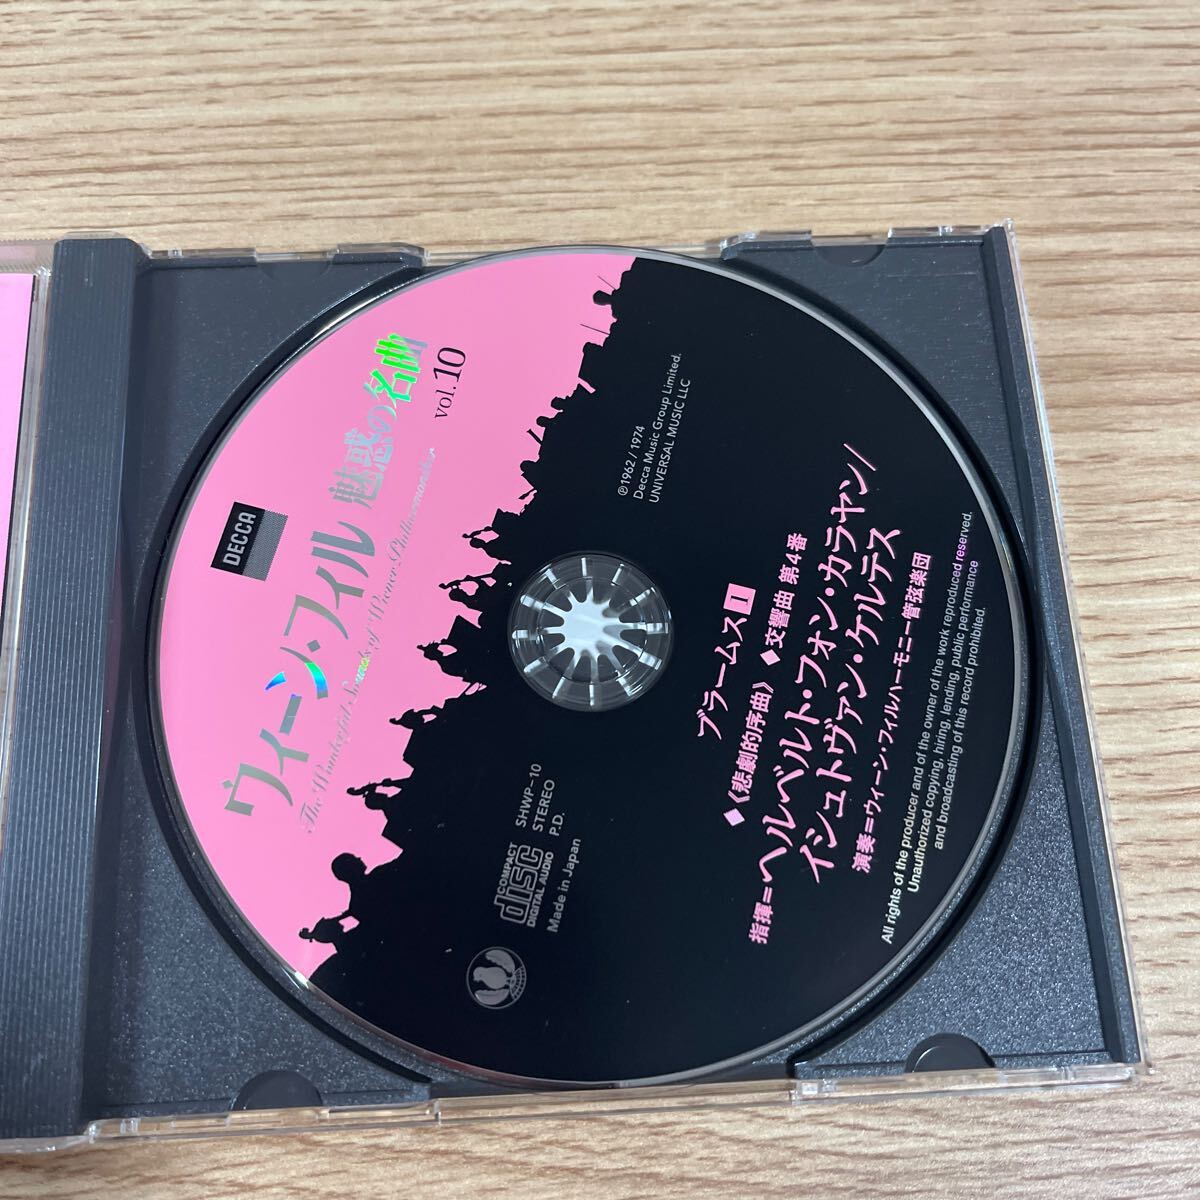 DECCA
ウィーン・フィル 魅惑の名曲
vol.10
The Wonderful Sounds of Wiener Philharmoniker
℗1962 / 1974
Decca Music Group Limited.
UNIVERSAL MUSIC LLC
ブラームス 1
◆《悲劇的序曲》 ◆交響曲 第4番
指揮=ヘルベルト・フォン・カラヤン/
イシュトヴァン・ケルテス
演奏=ウィーン・フィルハーモニー管弦楽団
All rights of the producer and of the owner of the work reproduced reserved.
Unauthorized copying, hiring, lending, public performance
and broadcasting of this record prohibited.
COMPACT
disc
DIGITAL AUDIO
SHWP-10
STEREO
P.D.
Made in Japan